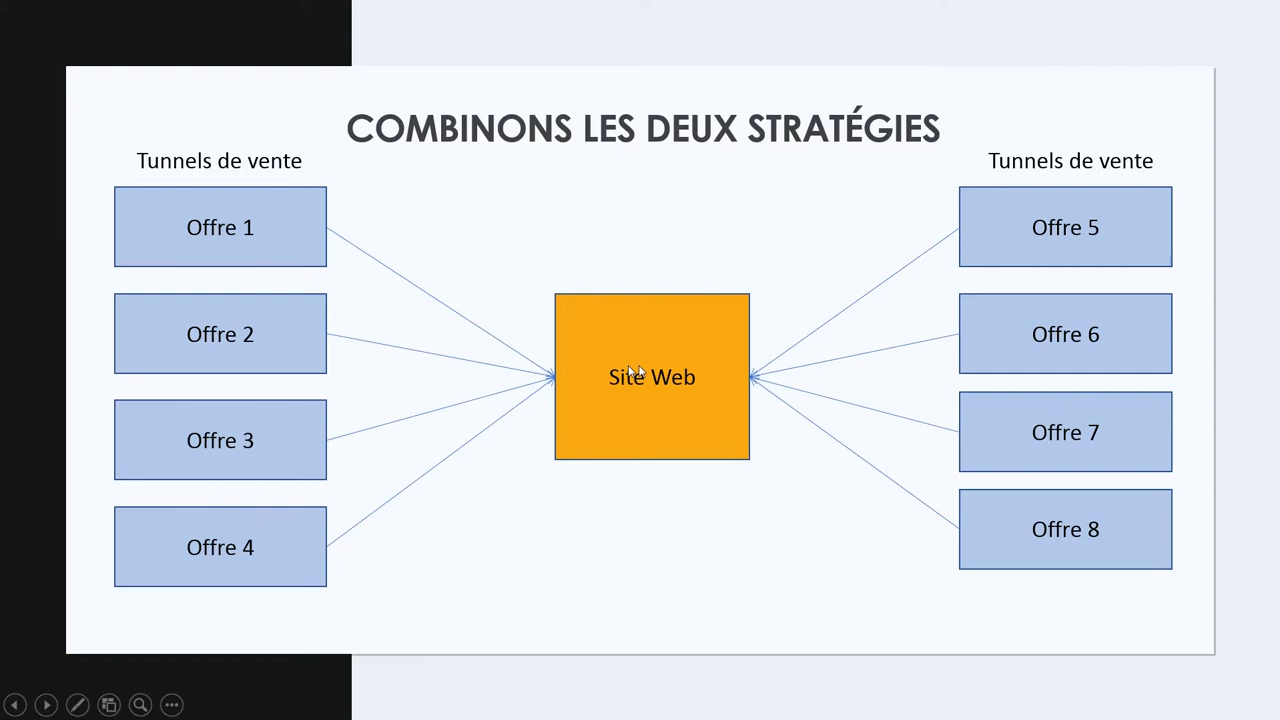 COMBINONS LES DEUX STRATÉGIES
Tunnels de vente
Offre 1
Offre 2
Offre 3
Offre 4
Site Web
Tunnels de vente
Offre 5
Offre 6
Offre 7
Offre 8